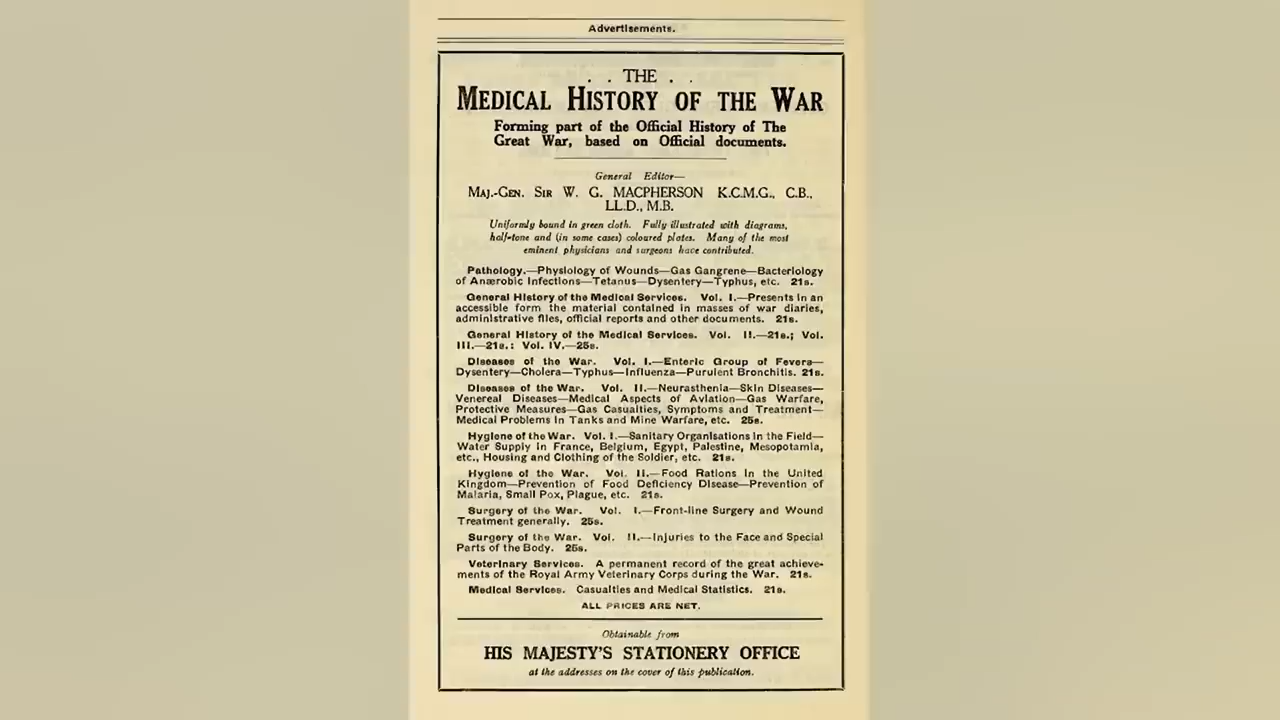 Advertisements.
. . THE . .
MEDICAL HISTORY OF THE WAR
Forming part of the Official History of The
Great War, based on Official documents.
General Editor—
MAJ.-GEN. SIR W. G. MACPHERSON K.C.M.G., C.B.,
LL.D., M.B.
Uniformly bound in green cloth. Fully illustrated with diagrams,
half-tone and (in some cases) coloured plates. Many of the most
eminent physicians and surgeons have contributed.
Pathology.—Physiology of Wounds—Gas Gangrene—Bacteriology
of Anærobic Infections—Tetanus—Dysentery—Typhus, etc. 21s.
General History of the Medical Services. Vol. I.—Presents in an
accessible form the material contained in masses of war diaries,
administrative files, official reports and other documents. 21s.
General History of the Medical Services. Vol. II.—21s.; Vol.
III.—21s.: Vol. IV.—25s.
Diseases of the War. Vol. I.—Enteric Group of Fevers—
Dysentery—Cholera—Typhus—Influenza—Purulent Bronchitis. 21s.
Diseases of the War. Vol. II.—Neurasthenia—Skin Diseases—
Venereal Diseases—Medical Aspects of Aviation—Gas Warfare,
Protective Measures—Gas Casualties, Symptoms and Treatment—
Medical Problems in Tanks and Mine Warfare, etc. 25s.
Hygiene of the War. Vol. I.—Sanitary Organisations in the Field—
Water Supply in France, Belgium, Egypt, Palestine, Mesopotamia,
etc., Housing and Clothing of the Soldier, etc. 21s.
Hygiene of the War. Vol. II.—Food Rations in the United
Kingdom—Prevention of Food Deficiency Disease—Prevention of
Malaria, Small Pox, Plague, etc. 21s.
Surgery of the War. Vol. I.—Front-line Surgery and Wound
Treatment generally. 25s.
Surgery of the War. Vol. II.—Injuries to the Face and Special
Parts of the Body. 25s.
Veterinary Services. A permanent record of the great achieve-
ments of the Royal Army Veterinary Corps during the War. 21s.
Medical Services. Casualties and Medical Statistics. 21s.
ALL PRICES ARE NET.
Obtainable from
HIS MAJESTY'S STATIONERY OFFICE
at the addresses on the cover of this publication.